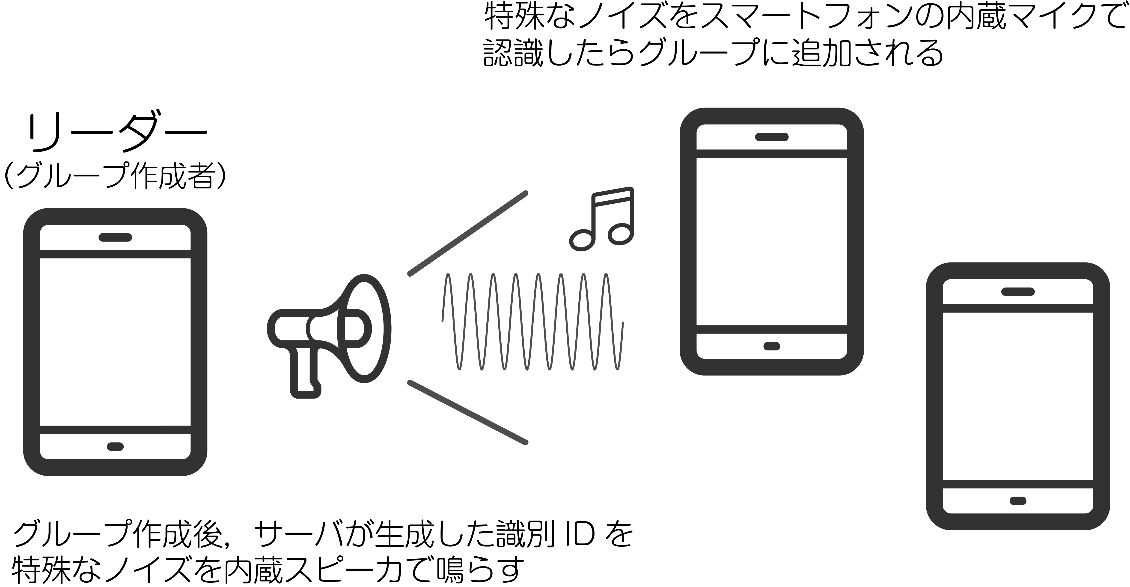 特殊なノイズをスマートフォンの内蔵マイクで
認識したらグループに追加される
リーダー
（グループ作成者）
グループ作成後，サーバが生成した識別 ID を
特殊なノイズを内蔵スピーカで鳴らす